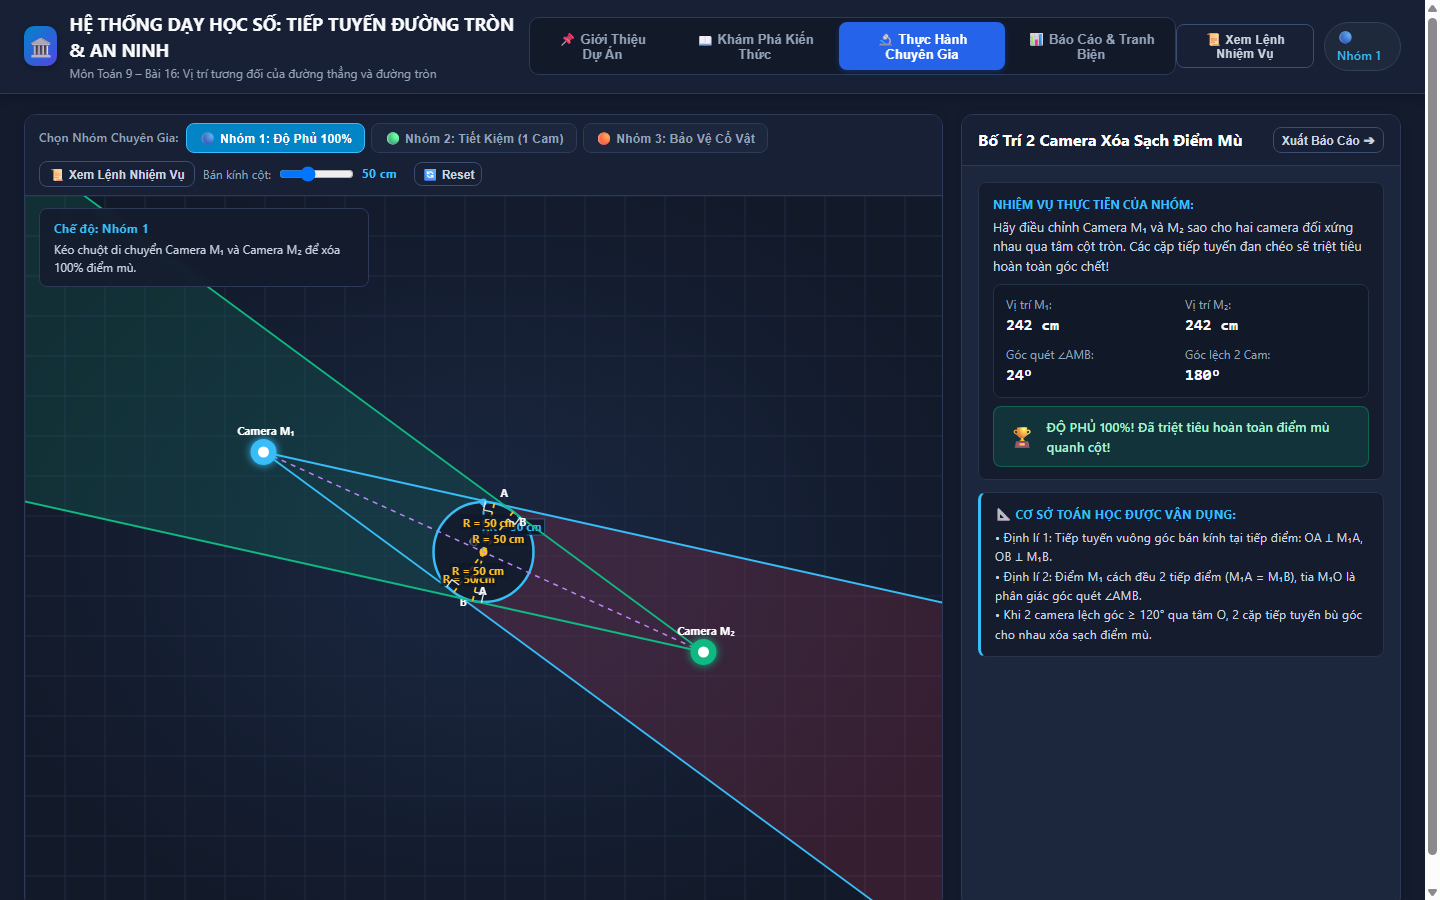 HỆ THỐNG DẠY HỌC SỐ: TIẾP TUYẾN ĐƯỜNG TRÒN
& AN NINH
Môn Toán 9 – Bài 16: Vị trí tương đối của đường thẳng và đường tròn
Giới Thiệu
Dự Án
Khám Phá Kiến
Thức
Thực Hành
Chuyên Gia
Báo Cáo & Tranh
Biện
Xem Lệnh
Nhiệm Vụ
Nhóm 1
Chọn Nhóm Chuyên Gia:
Nhóm 1: Độ Phủ 100%
Nhóm 2: Tiết Kiệm (1 Cam)
Nhóm 3: Bảo Vệ Cổ Vật
Xem Lệnh Nhiệm Vụ
Bán kính cột:
50 cm
Reset
Chế độ: Nhóm 1
Kéo chuột di chuyển Camera M₁ và Camera M₂ để xóa
100% điểm mù.
Camera M₁
A
B
R = 50 cm
50 cm
R = 50 cm
R = 50 cm
R = 50cm
A
B
Camera M₂
Bố Trí 2 Camera Xóa Sạch Điểm Mù
Xuất Báo Cáo ➔
NHIỆM VỤ THỰC TIỄN CỦA NHÓM:
Hãy điều chỉnh Camera M₁ và M₂ sao cho hai camera đối xứng
nhau qua tâm cột tròn. Các cặp tiếp tuyến đan chéo sẽ triệt tiêu
hoàn toàn góc chết!
Vị trí M₁:
242 cm
Vị trí M₂:
242 cm
Góc quét ∠AMB:
24º
Góc lệch 2 Cam:
180º
ĐỘ PHỦ 100%! Đã triệt tiêu hoàn toàn điểm mù
quanh cột!
CƠ SỞ TOÁN HỌC ĐƯỢC VẬN DỤNG:
• Định lí 1: Tiếp tuyến vuông góc bán kính tại tiếp điểm: OA ⊥ M₁A,
OB ⊥ M₁B.
• Định lí 2: Điểm M₁ cách đều 2 tiếp điểm (M₁A = M₁B), tia M₁O là
phân giác góc quét ∠AMB.
• Khi 2 camera lệch góc ≥ 120° qua tâm O, 2 cặp tiếp tuyến bù góc
cho nhau xóa sạch điểm mù.